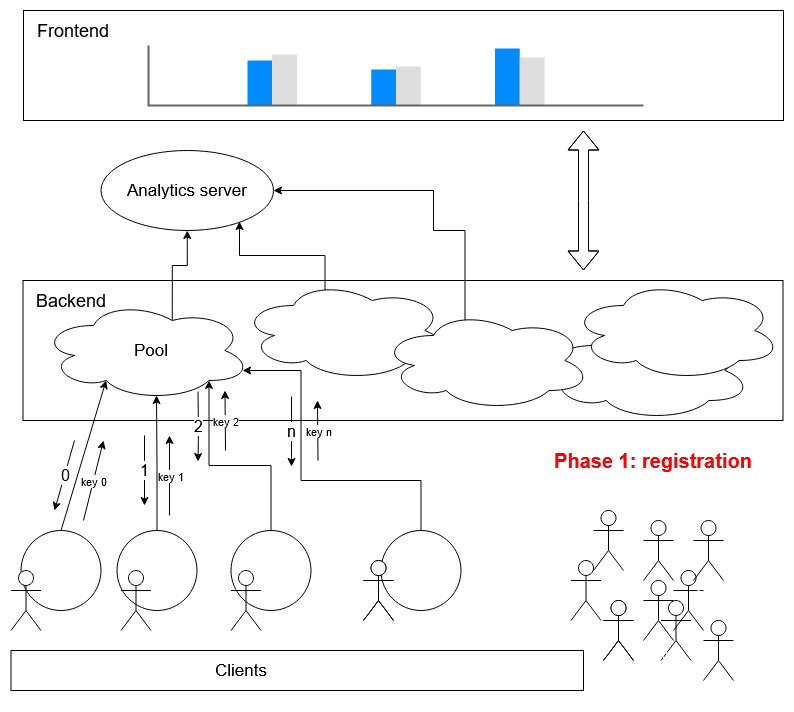 Frontend
Analytics server
Backend
Pool
0
key 0
1
key 1
2
key 2
n
key n
Phase 1: registration
Clients